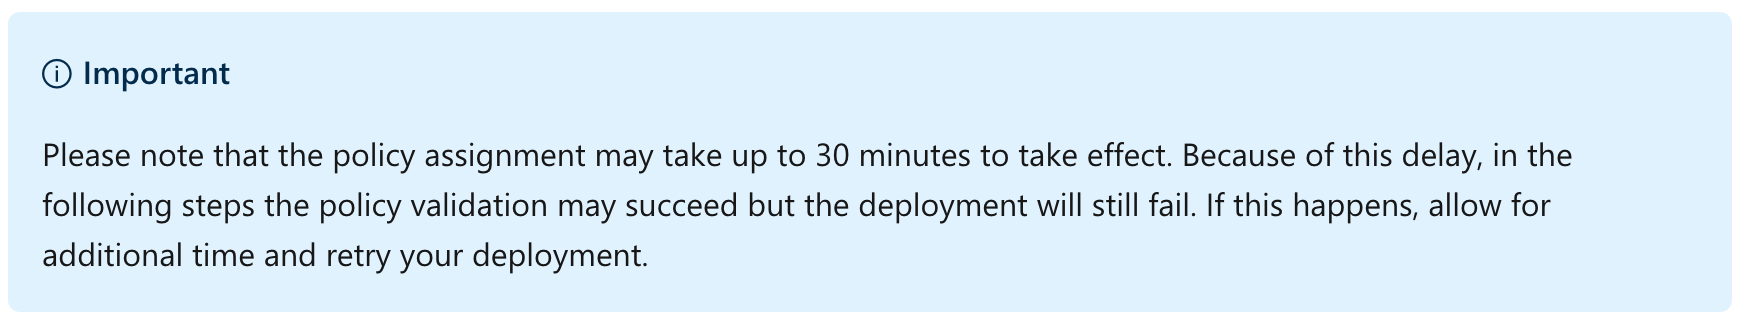 Important
Please note that the policy assignment may take up to 30 minutes to take effect. Because of this delay, in the
following steps the policy validation may succeed but the deployment will still fail. If this happens, allow for
additional time and retry your deployment.